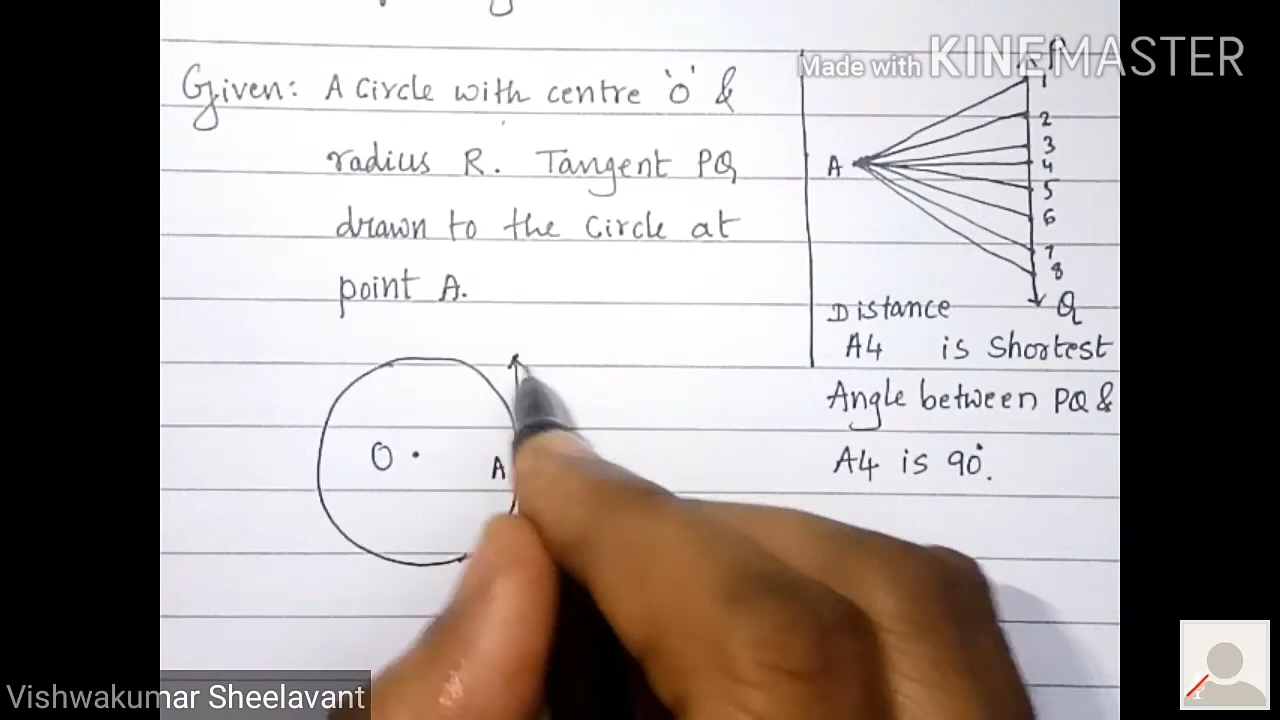 Made with KINEMASTER
Given: A Circle with centre 'O' &
radius R. Tangent PQ
drawn to the Circle at
point A.
P
1
2
3
A
4
5
6
7
8
Q
Distance
A4 is Shortest
Angle between PQ &
A4 is 90°.
O
A
Vishwakumar Sheelavant